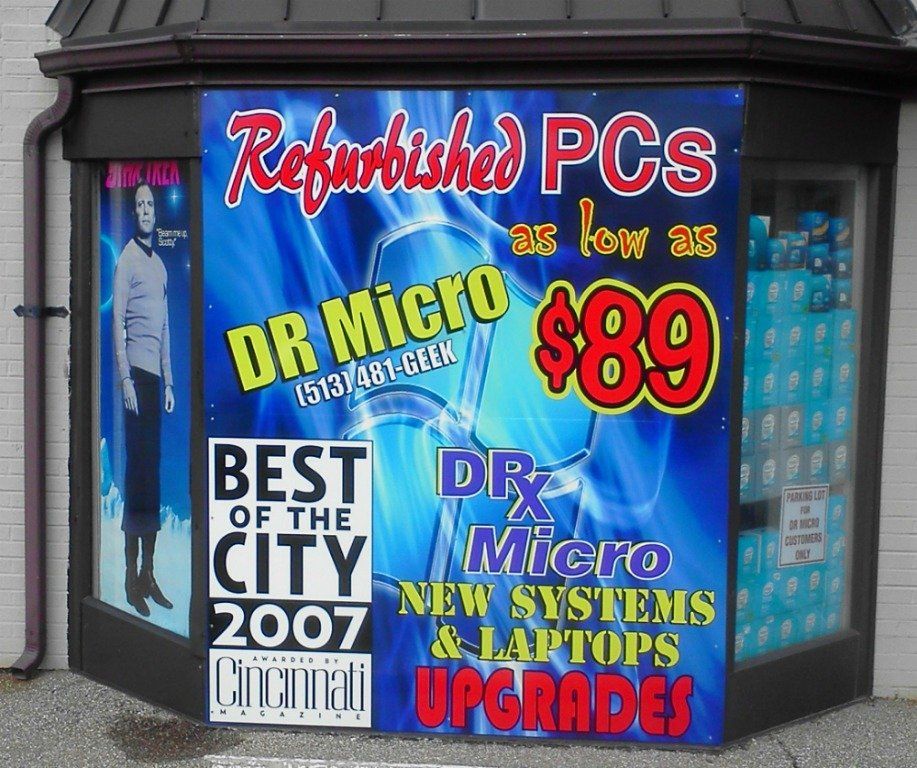 STAR TREK
"Beam me up,
Scotty."
Refurbished PCs
as low as
$89
DR Micro
(513) 481-GEEK
BEST
OF THE
CITY
2007
AWARDED BY
Cincinnati
MAGAZINE
DRx
Micro
NEW SYSTEMS
& LAPTOPS
UPGRADES
PARKING LOT
FOR
DR MICRO
CUSTOMERS
ONLY